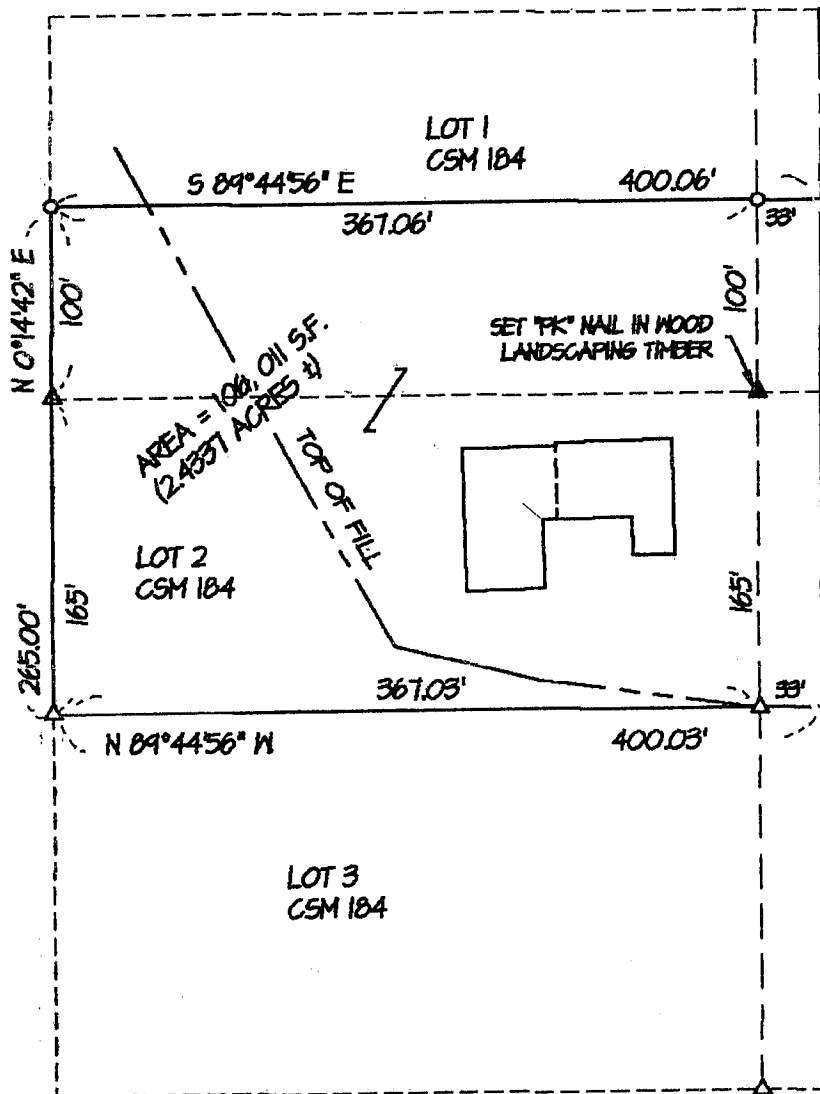 LOT 1
CSM 184
S 89°44'56" E
400.06'
367.06'
33'
N 0°14'42" E
100'
100'
SET "PK" NAIL IN WOOD
LANDSCAPING TIMBER
AREA = 106,011 S.F.
(2.4337 ACRES ±)
TOP OF FILL
LOT 2
CSM 184
165'
165'
265.00'
367.03'
33'
N 89°44'56" W
400.03'
LOT 3
CSM 184